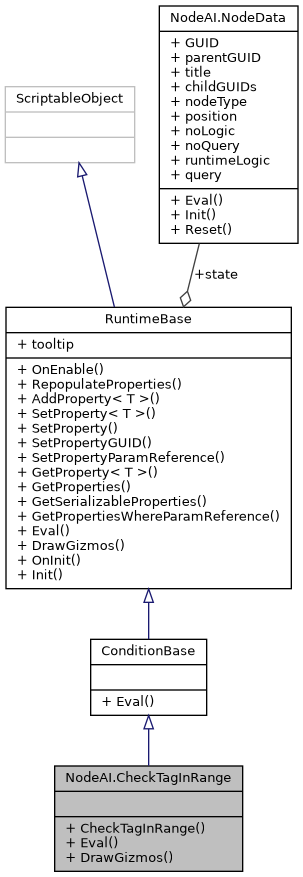 NodeAI.NodeData
+ GUID
+ parentGUID
+ title
+ childGUIDs
+ nodeType
+ position
+ noLogic
+ noQuery
+ runtimeLogic
+ query
+ Eval()
+ Init()
+ Reset()
ScriptableObject
+state
RuntimeBase
+ tooltip
+ OnEnable()
+ RepopulateProperties()
+ AddProperty< T >()
+ SetProperty< T >()
+ SetProperty()
+ SetPropertyGUID()
+ SetPropertyParamReference()
+ GetProperty< T >()
+ GetProperties()
+ GetSerializableProperties()
+ GetPropertiesWhereParamReference()
+ Eval()
+ DrawGizmos()
+ OnInit()
+ Init()
ConditionBase
+ Eval()
NodeAI.CheckTagInRange
+ CheckTagInRange()
+ Eval()
+ DrawGizmos()